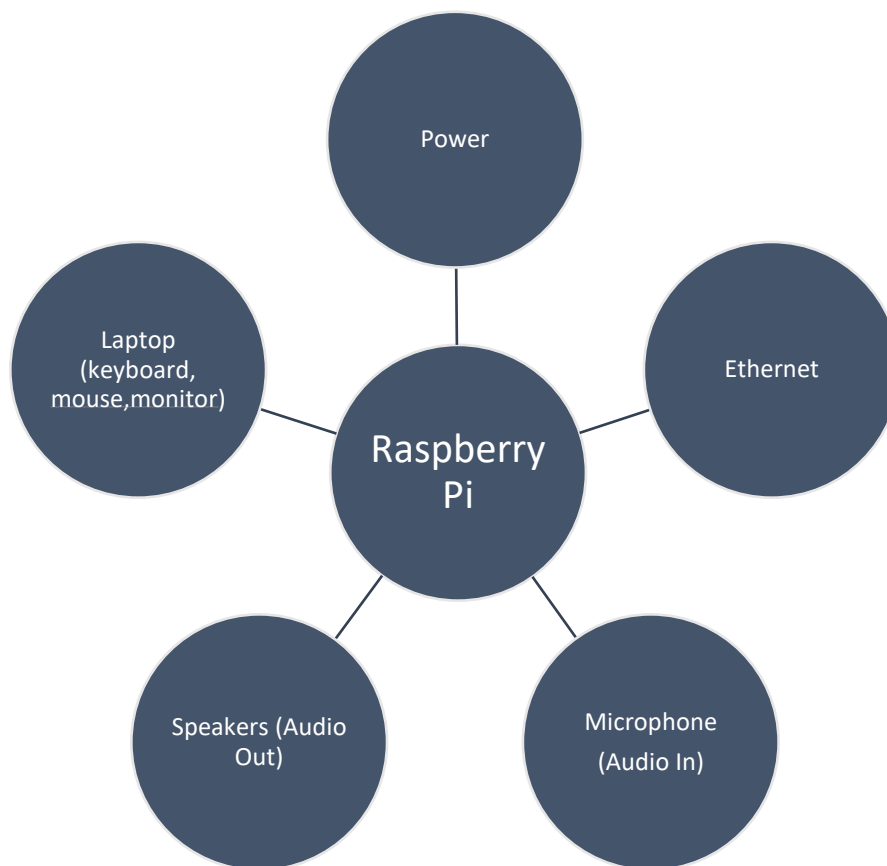 Power
Laptop
(keyboard,
mouse,monitor)
Ethernet
Raspberry
Pi
Speakers (Audio
Out)
Microphone
(Audio In)